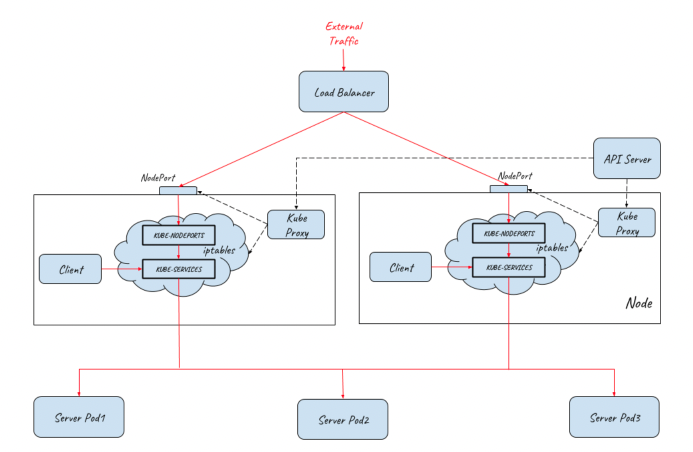 External
Traffic
Load Balancer
API Server
NodePort
NodePort
Kube
Proxy
Kube
Proxy
KUBE-NODEPORTS
KUBE-NODEPORTS
iptables
iptables
Client
KUBE-SERVICES
Client
KUBE-SERVICES
Node
Server Pod1
Server Pod2
Server Pod3